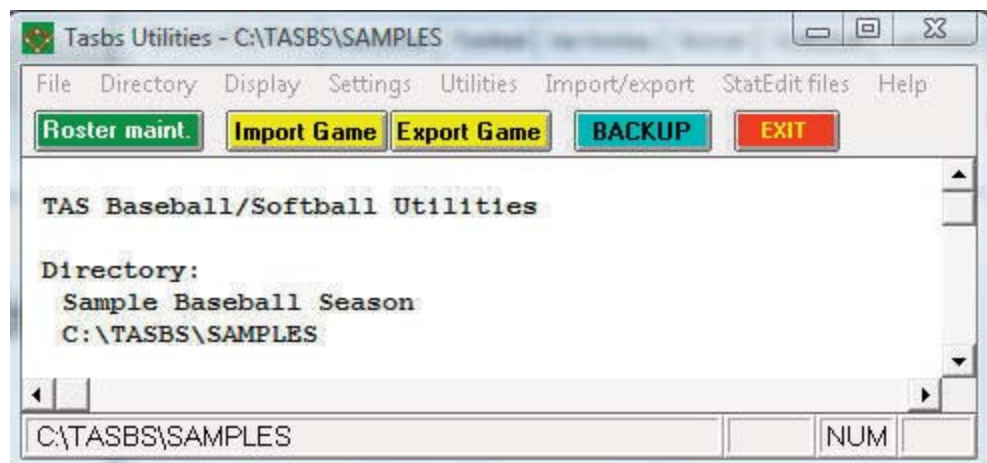 Tasbs Utilities - C:\TASBS\SAMPLES
File Directory Display Settings Utilities Import/export StatEdit files Help
Roster maint. Import Game Export Game BACKUP EXIT
TAS Baseball/Softball Utilities
Directory:
Sample Baseball Season
C:\TASBS\SAMPLES
C:\TASBS\SAMPLES NUM